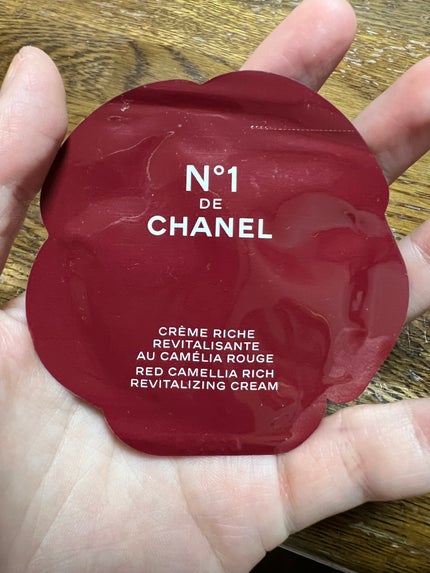 N°1
DE
CHANEL
CRÈME RICHE
REVITALISANTE
AU CAMÉLIA ROUGE
RED CAMELLIA RICH
REVITALIZING CREAM